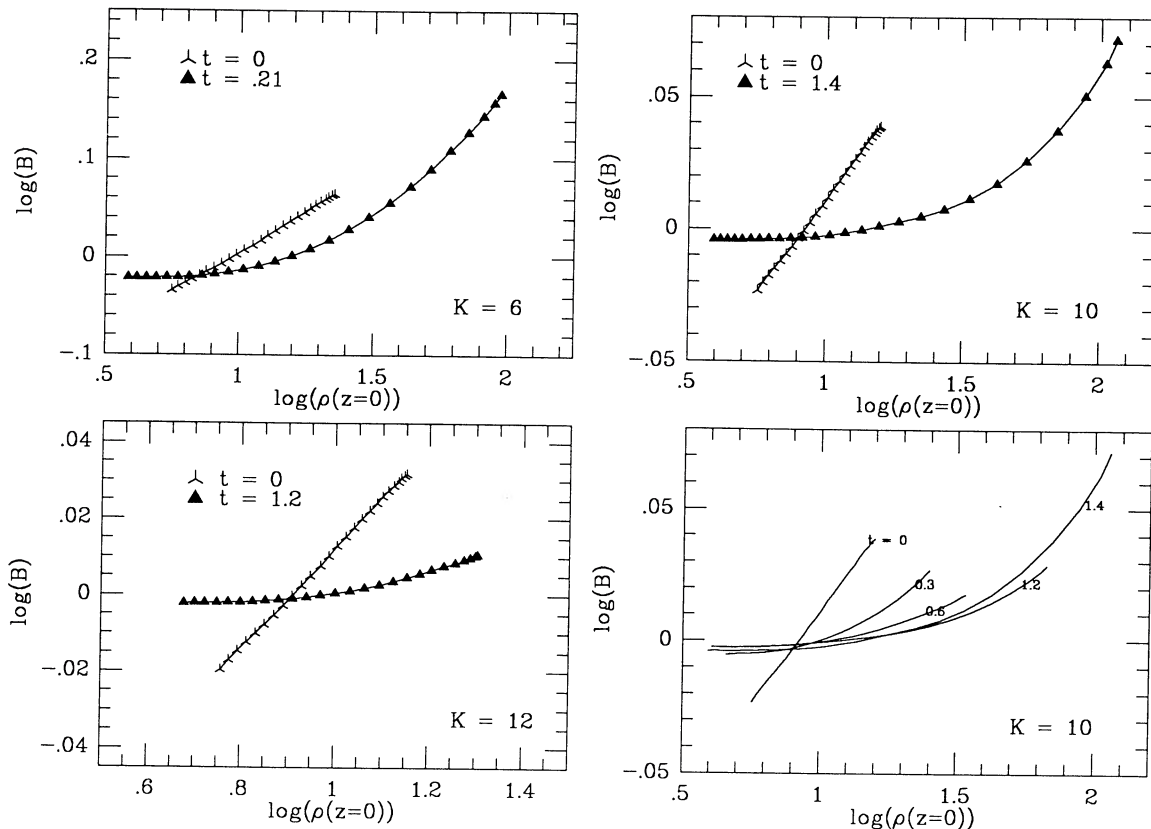 .2
.1
0
-.1
log(B)
t = 0
t = .21
K = 6
.5
1
1.5
2
log(ρ(z=0))
.05
0
-.05
log(B)
t = 0
t = 1.4
K = 10
.5
1
1.5
2
log(ρ(z=0))
.04
.02
0
-.02
-.04
log(B)
t = 0
t = 1.2
K = 12
.6
.8
1
1.2
1.4
log(ρ(z=0))
.05
0
-.05
log(B)
t = 0
0.3
0.6
1.2
1.4
K = 10
.5
1
1.5
2
log(ρ(z=0))